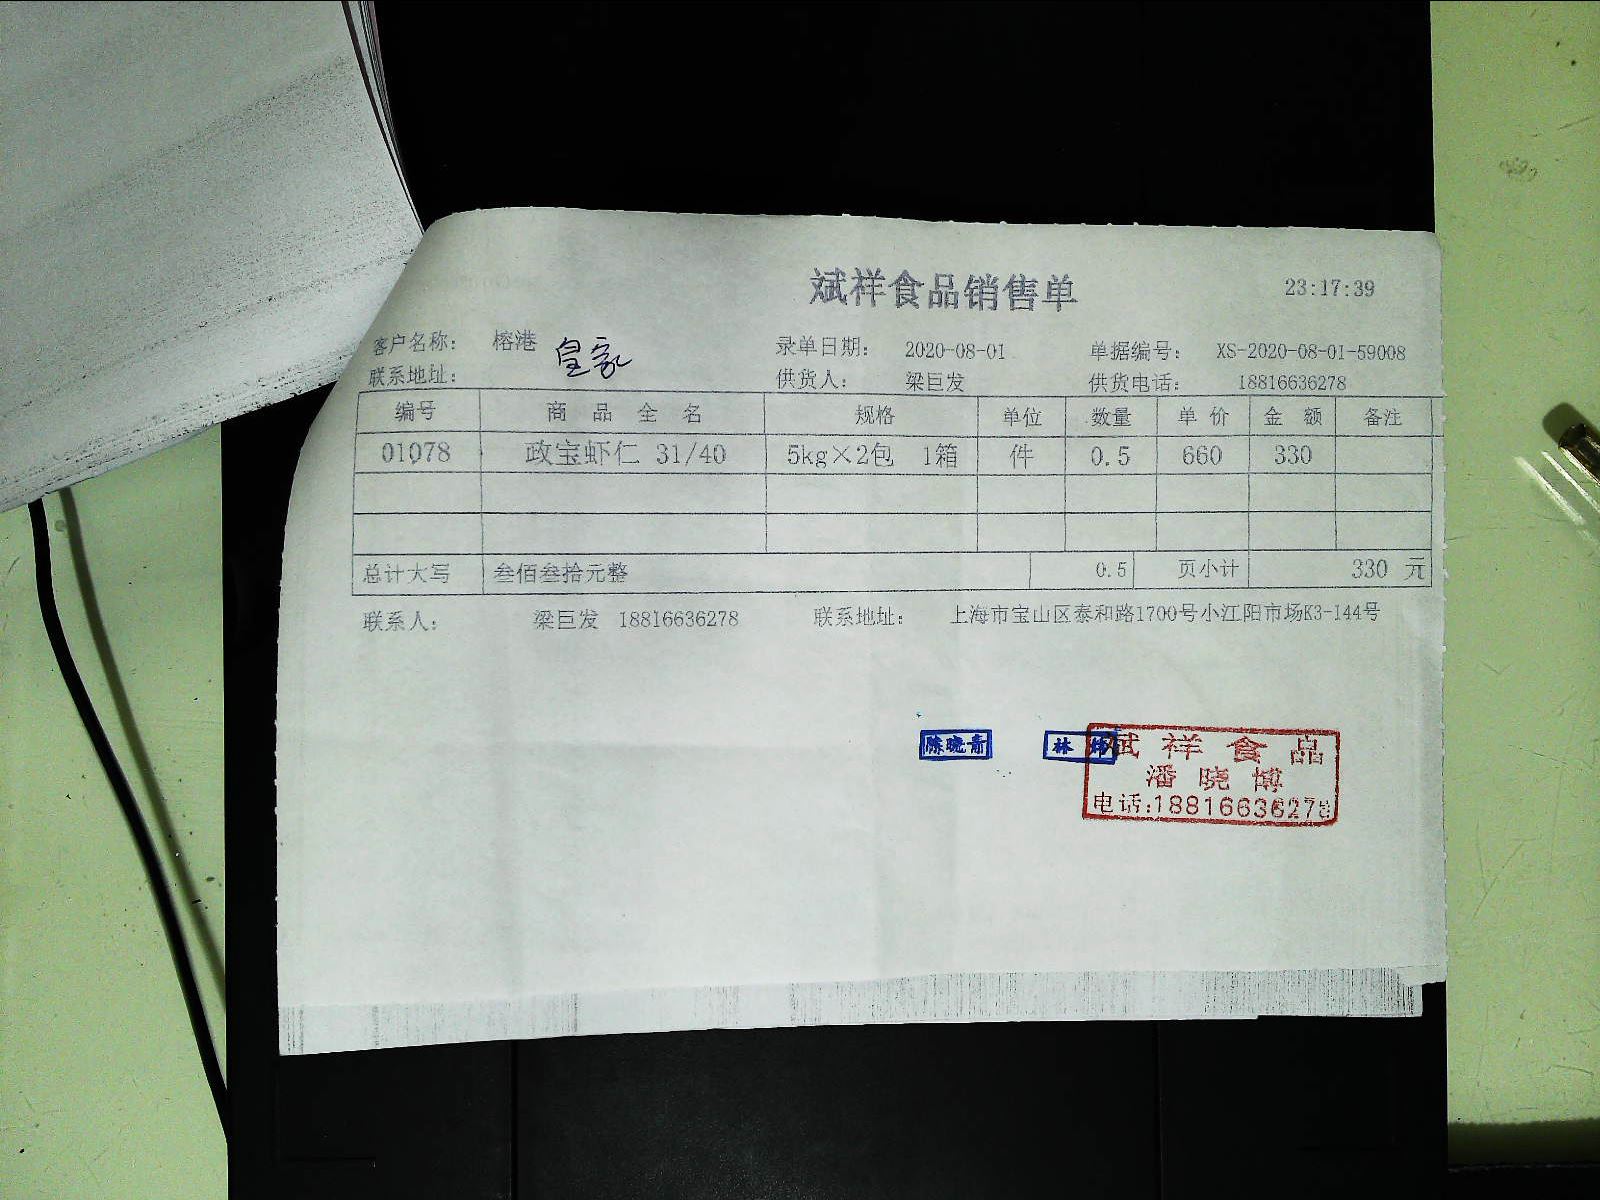 斌祥食品销售单 23:17:39
客户名称： 榕港 皇家 录单日期： 2020-08-01 单据编号： XS-2020-08-01-59008
联系地址： 供货人： 梁巨发 供货电话： 18816636278
编号 商品全名 规格 单位 数量 单价 金额 备注
01078 政宝虾仁 31/40 5kg×2包 1箱 件 0.5 660 330
总计大写 叁佰叁拾元整 0.5 页小计 330 元
联系人： 梁巨发 18816636278 联系地址： 上海市宝山区泰和路1700号小江阳市场K3-144号
陈晓青 林 斌祥食品
潘晓博
电话:18816636278